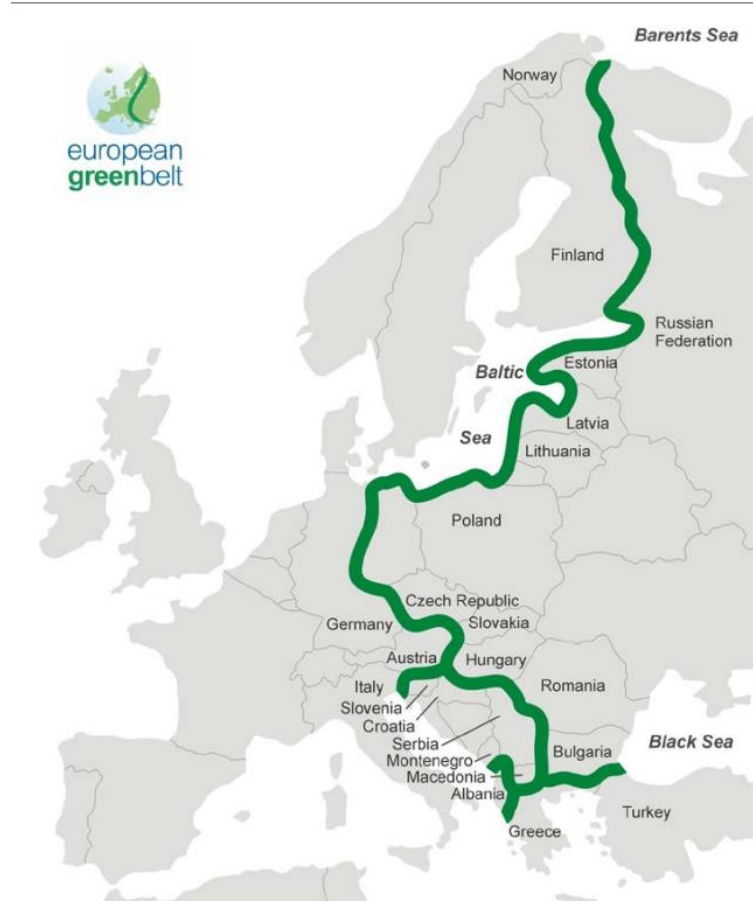 Barents Sea
european
greenbelt
Norway
Finland
Russian
Federation
Estonia
Baltic
Latvia
Sea
Lithuania
Poland
Czech Republic
Slovakia
Germany
Austria
Hungary
Italy
Romania
Slovenia
Croatia
Serbia
Black Sea
Bulgaria
Montenegro
Macedonia
Albania
Turkey
Greece